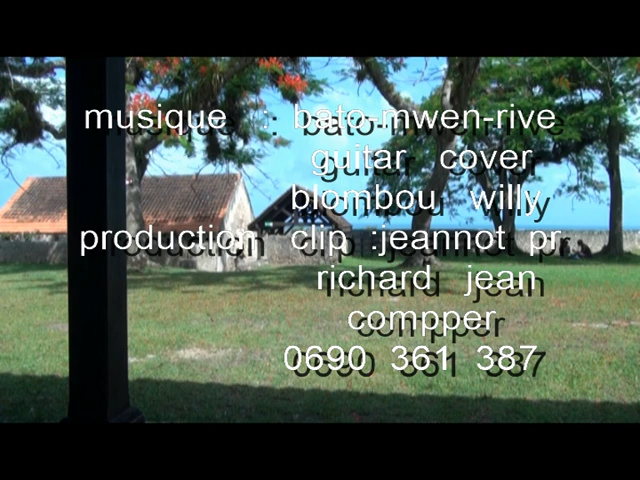 musique : bato-mwen-rive
guitar cover
blombou willy
production clip :jeannot pr
richard jean
compper
0690 361 387